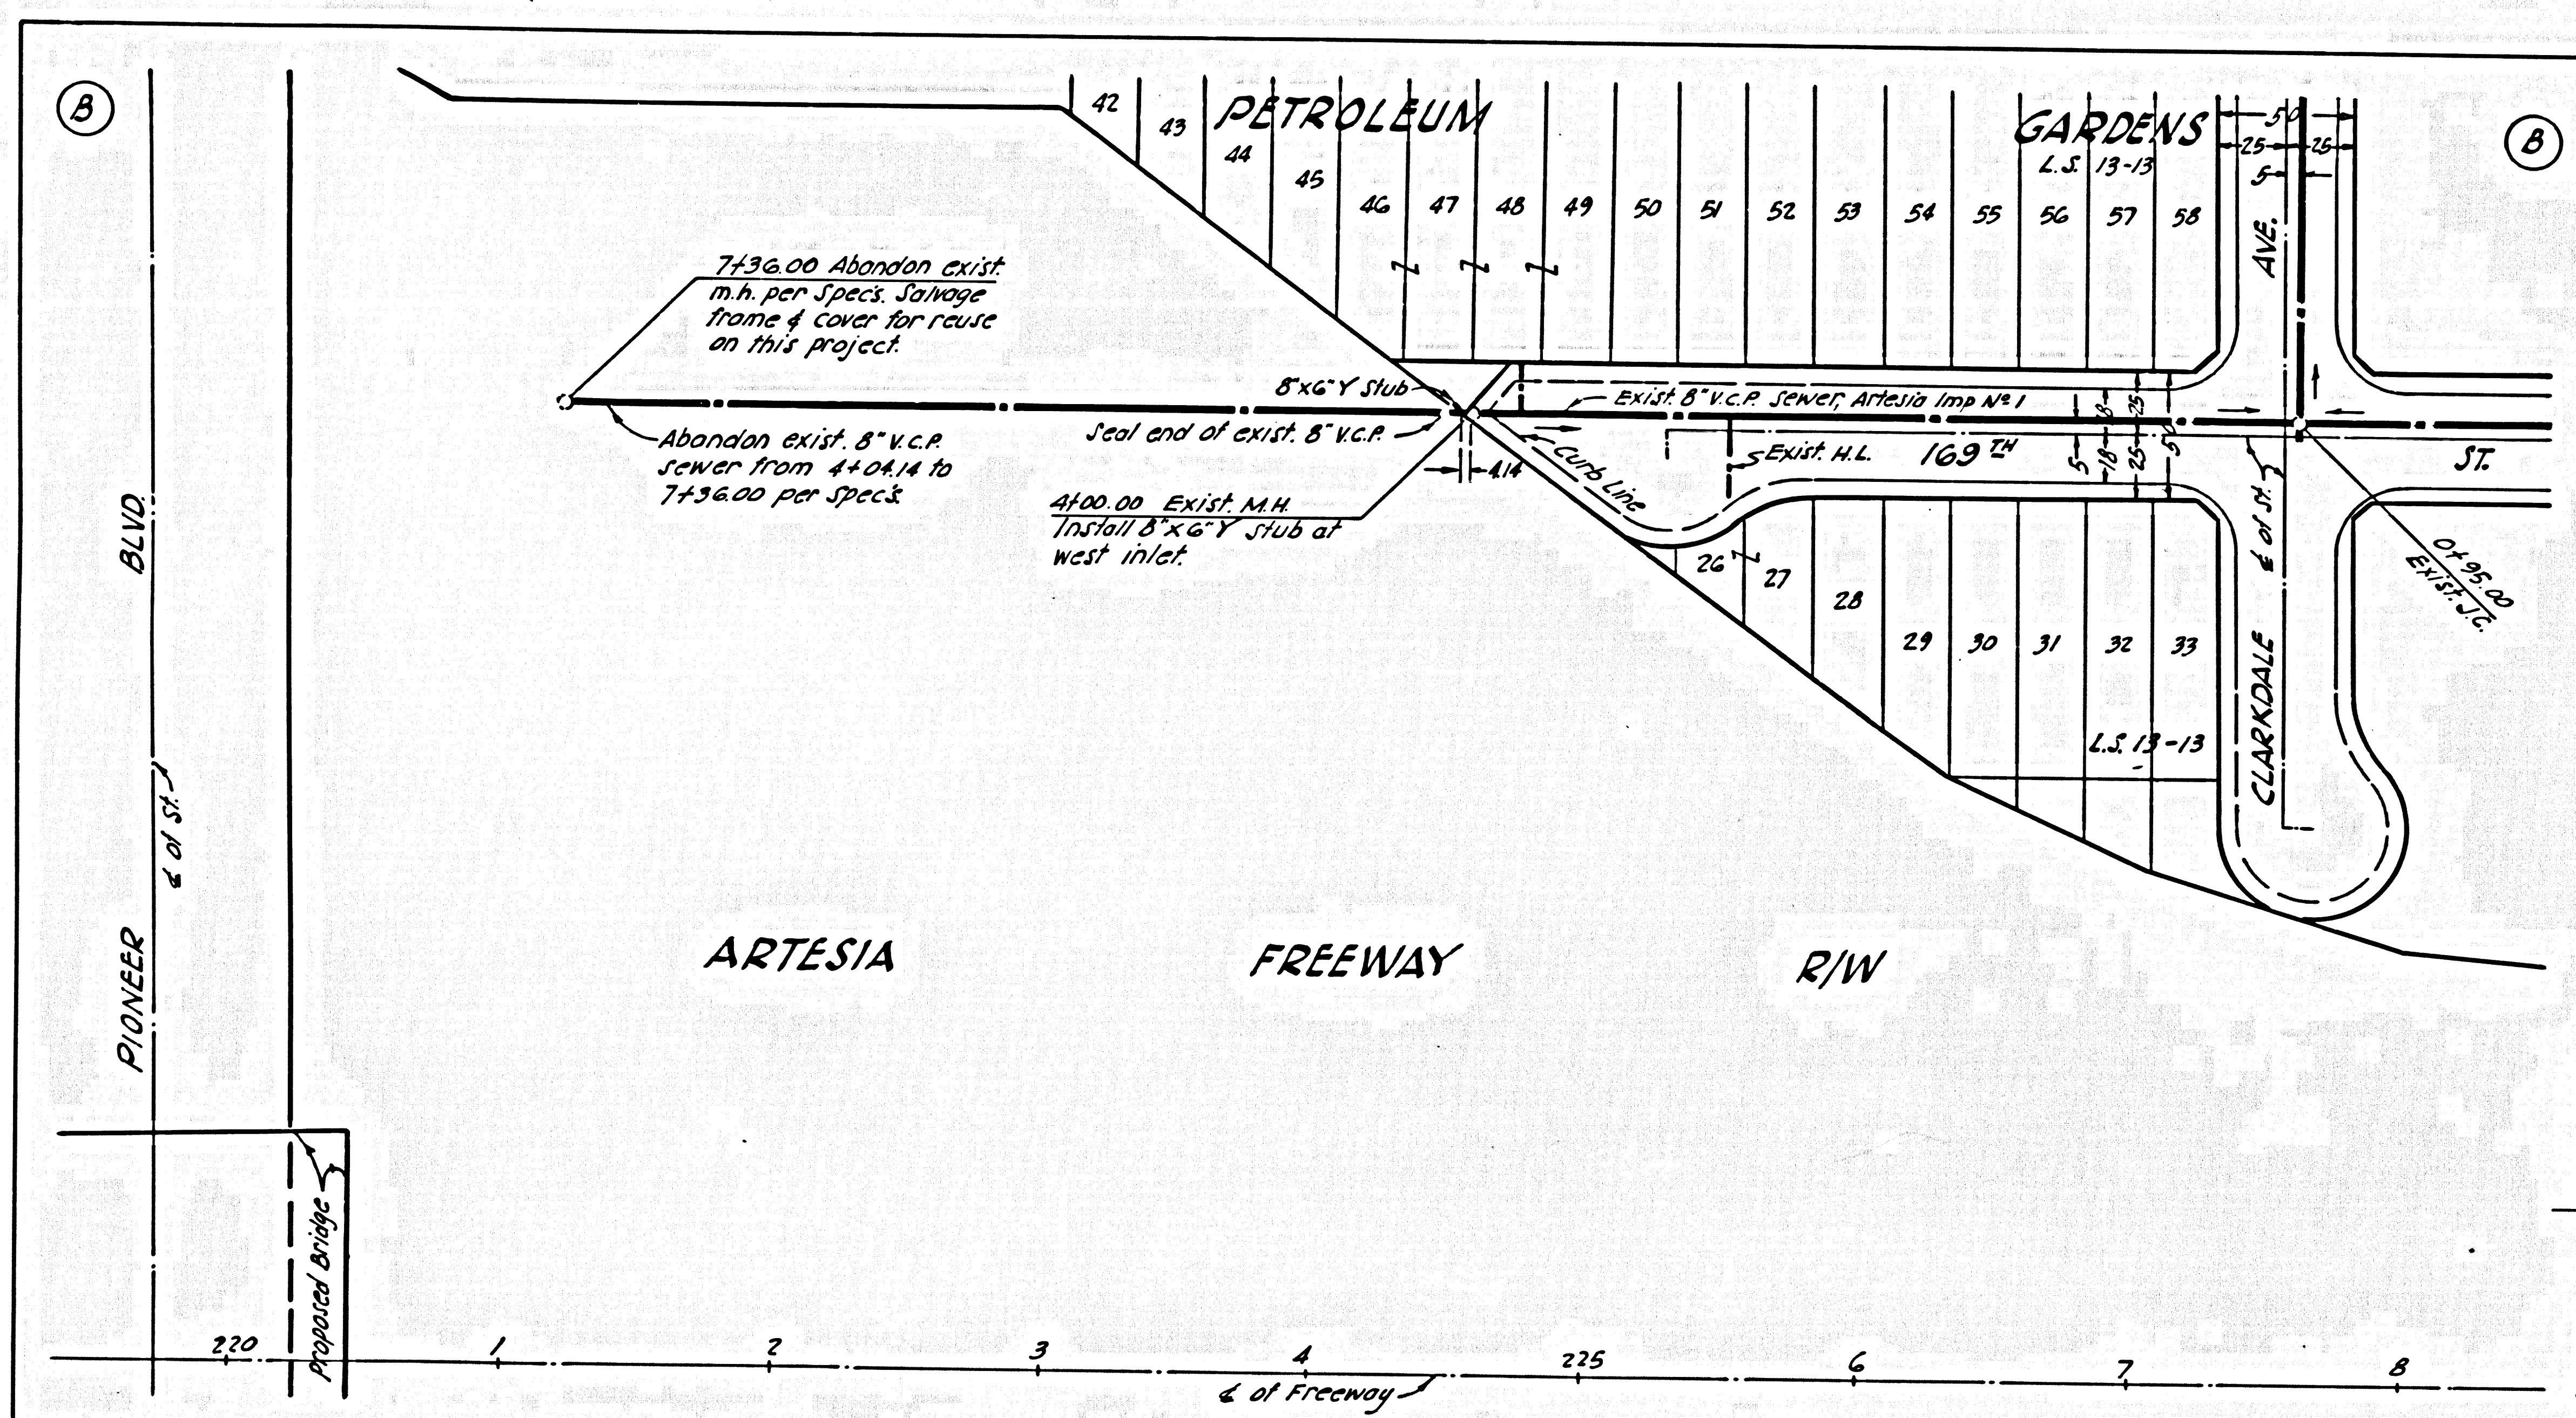 B
42
43
PETROLEUM
44
45
46
47
48
49
50
51
52
53
54
55
56
57
58
GARDENS
L.S. 13-13
50
25
25
5
B
AVE.
7+36.00 Abandon exist.
m.h. per Spec's. Salvage
frame & cover for reuse
on this project.
8"x6" Y Stub
Exist. 8" V.C.P. Sewer, Artesia Imp Nº 1
Abandon exist. 8" V.C.P.
sewer from 4+04.14 to
7+36.00 per Spec's.
Seal end of exist. 8" V.C.P.
4.14
Curb Line
Exist. H.L.
169TH
ST.
5
18
18
25
25
4+00.00 Exist. M.H.
Install 8"x6" Y stub at
west inlet.
℄ of St.
0+95.00
Exist. J.C.
26
27
28
29
30
31
32
33
L.S. 13-13
CLARKDALE
BLVD.
℄ of St.
PIONEER
ARTESIA
FREEWAY
R/W
Proposed Bridge
220
1
2
3
4
225
6
7
8
℄ of Freeway